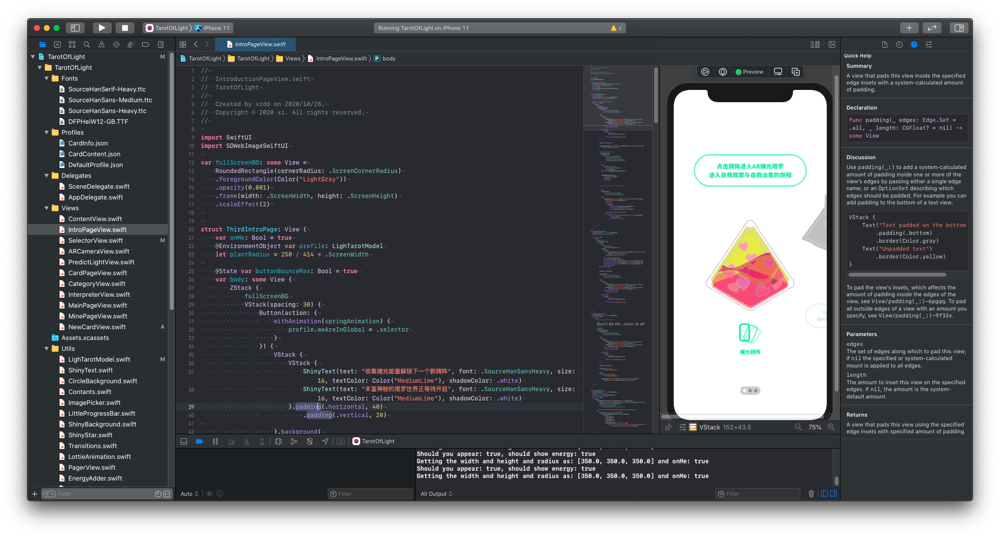 TarotOfLight 〉 iPhone 11
Running TarotOfLight on iPhone 11
2
IntroPageView.swift
TarotOfLight 〉 TarotOfLight 〉 Views 〉 IntroPageView.swift 〉 P body
TarotOfLight M
TarotOfLight
Fonts
SourceHanSerif-Heavy.ttc
SourceHanSans-Medium.ttc
SourceHanSans-Heavy.ttc
DFPHeiW12-GB.TTF
Profiles
CardInfo.json
CardContent.json
DefaultProfile.json
Delegates
SceneDelegate.swift
AppDelegate.swift
Views
ContentView.swift
IntroPageView.swift
SelectorView.swift M
ARCameraView.swift
PredictLightView.swift
CardPageView.swift
CategoryView.swift
InterpreterView.swift
MainPageView.swift
MinePageView.swift
NewCardView.swift A
Assets.xcassets
Utils
LighTarotModel.swift M
ShinyText.swift
CircleBackground.swift
Contants.swift
ImagePicker.swift
LittleProgressBar.swift
ShinyBackground.swift
ShinyStar.swift
Transitions.swift
LottieAnimation.swift
PagerView.swift
EnergyAdder.swift
Filter
1 //
2 // IntroductionPageView.swift
3 // TarotOfLight
4 //
5 // Created by xzdd on 2020/10/28.
6 // Copyright © 2020 xz. All rights reserved.
7 //
8
9 import SwiftUI
10 import SDWebImageSwiftUI
11
12 var fullScreenBG: some View =
13 RoundedRectangle(cornerRadius: .ScreenCornerRadius)
14 .foregroundColor(Color("LightGray"))
15 .opacity(0.001)
16 .frame(width: .ScreenWidth, height: .ScreenHeight)
17 .scaleEffect(2)
18
19
20 struct ThirdIntroPage: View {
21 var onMe: Bool = true
22 @EnvironmentObject var profile: LighTarotModel
23 let plantRadius = 250 / 414 * .ScreenWidth
24
25 @State var buttonBounceMax: Bool = true
26 var body: some View {
27 ZStack {
28 fullScreenBG
29 VStack(spacing: 30) {
30 Button(action: {
31 withAnimation(springAnimation) {
32 profile.weAreInGlobal = .selector
33 }
34 }) {
35 VStack {
36 VStack {
37 ShinyText(text: "收集捕光能量解锁下一个新牌阵", font: .SourceHanSansHeavy, size:
16, textColor: Color("MediumLime"), shadowColor: .white)
38 ShinyText(text: "丰富神秘的塔罗世界正等待开启", font: .SourceHanSansHeavy, size:
16, textColor: Color("MediumLime"), shadowColor: .white)
39 }.padding(.horizontal, 40)
40 .padding(.vertical, 20)
41
42 }.background(
Don't do thi...color at all
Preview
点击牌阵进入AR捕光塔罗
进入自我探索与自我治愈的旅程
捕光牌阵
VStack 152×43.5
75%
TarotOfLight
Should you appear: true, should show energy: true
Getting the width and height and radius as: [350.0, 350.0, 350.0] and onMe: true
Should you appear: true, should show energy: true
Getting the width and height and radius as: [350.0, 350.0, 350.0] and onMe: true
Auto
Filter
All Output
Filter
Quick Help
Summary
A view that pads this view inside the specified
edge insets with a system-calculated amount
of padding.
Declaration
func padding(_ edges: Edge.Set =
.all, _ length: CGFloat? = nil) ->
some View
Discussion
Use padding(_:) to add a system-calculated
amount of padding inside one or more of the
view's edges by passing either a single edge
name, or an OptionSet describing which
edges should be padded. For example you can
add padding to the bottom of a text view:
VStack {
Text("Text padded on the bottom
.padding(.bottom)
.border(Color.gray)
Text("Unpadded text")
.border(Color.yellow)
}
To pad the view's insets, which affects the
amount of padding inside the edges of the
view, see View/padding(_:)-6pgqq. To pad
all outside edges of a view with an amount you
specify, see View/padding(_:)-9f33x.
Parameters
edges
The set of edges along which to pad this view;
if nil the specified or system-calculated
mount is applied to all edges.
length
The amount to inset this view on the specified
edges. If nil, the amount is the system-
default amount.
Returns
A view that pads this view using the specified
edge insets with specified amount of padding.